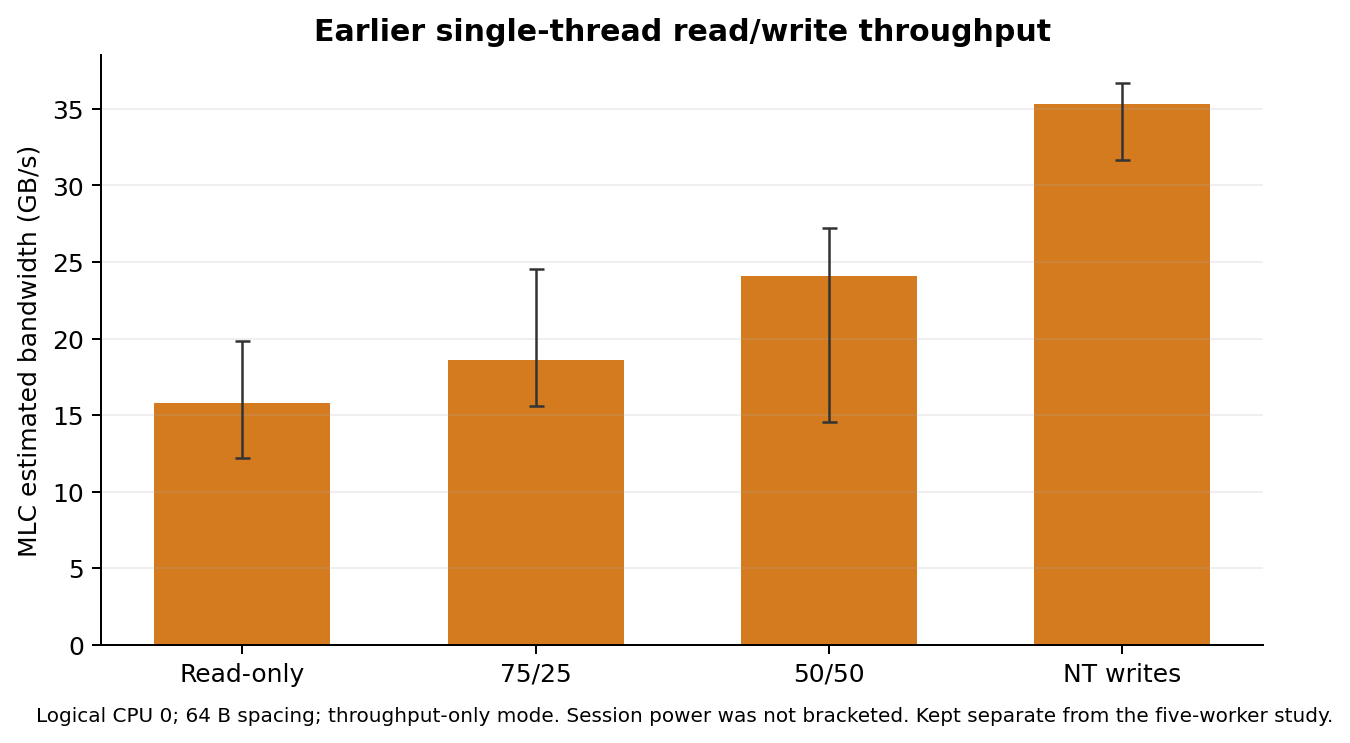 Earlier single-thread read/write throughput
MLC estimated bandwidth (GB/s)
35
30
25
20
15
10
5
0
Read-only
75/25
50/50
NT writes
Logical CPU 0; 64 B spacing; throughput-only mode. Session power was not bracketed. Kept separate from the five-worker study.